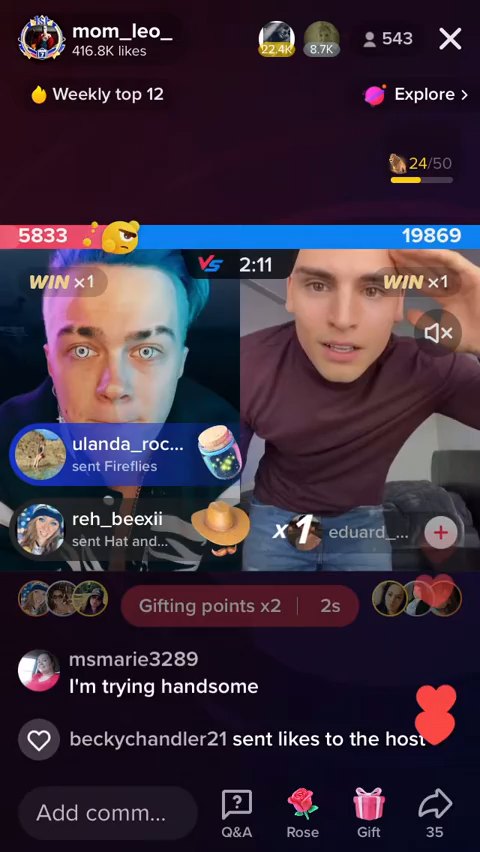 mom_leo_
416.8K likes
22.4K
8.7K
543
Weekly top 12
Explore >
24/50
5833
VS 2:11
19869
WIN x1
WIN x1
ulanda_roc...
sent Fireflies
reh_beexii
sent Hat and...
x1
eduard_...
Gifting points x2 | 2s
msmarie3289
I'm trying handsome
beckychandler21 sent likes to the host
Add comm...
Q&A
Rose
Gift
35